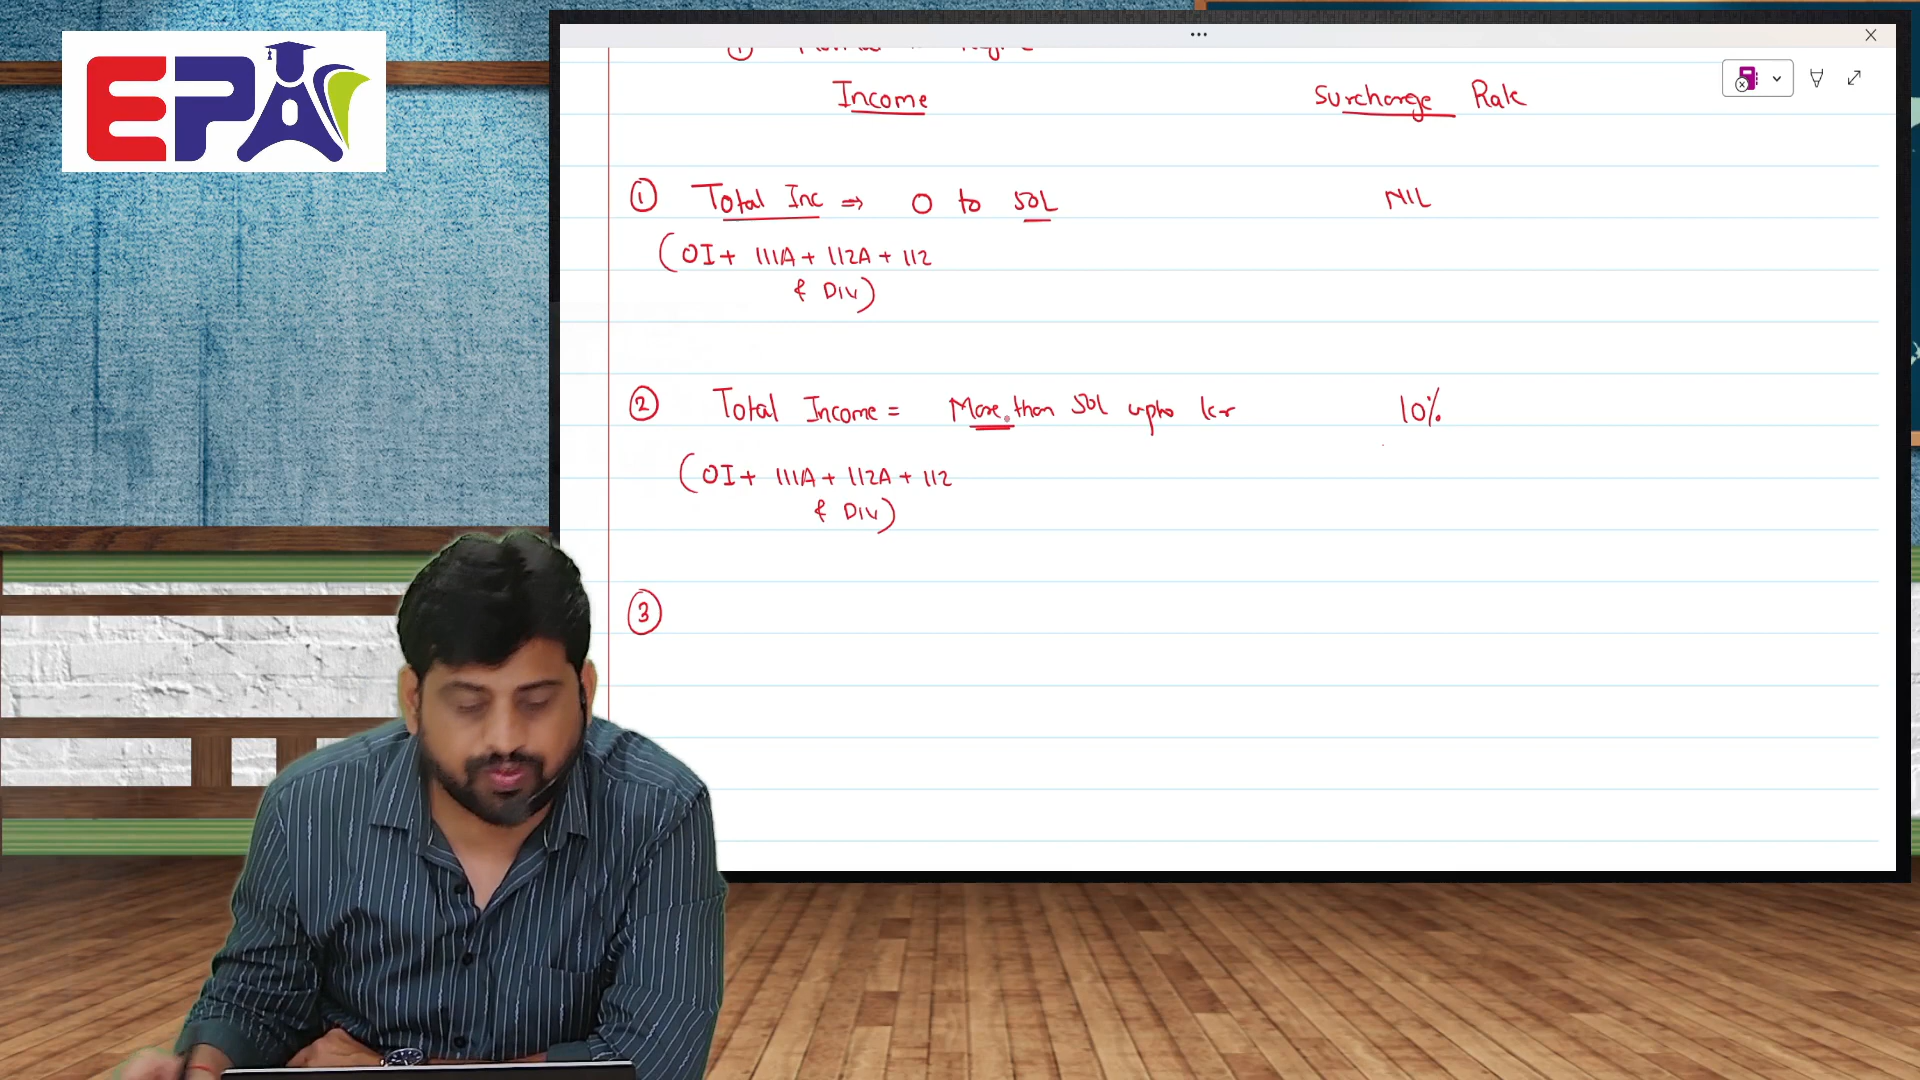 EPA
Income Surcharge Rate
① Total Inc ⇒ 0 to 50L NIL
(OI + 111A + 112A + 112
& DIV)
② Total Income = More than 50L upto 1cr 10%
(OI + 111A + 112A + 112
& DIV)
③